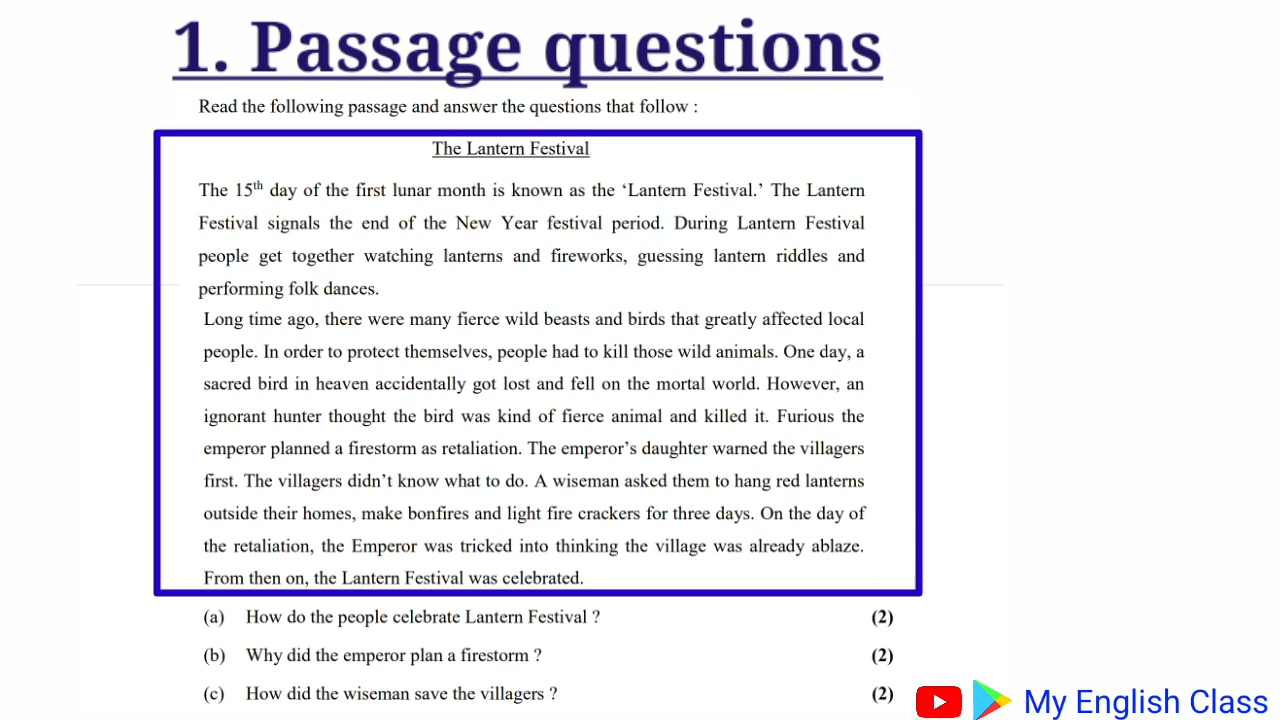 1. Passage questions
Read the following passage and answer the questions that follow :
The Lantern Festival
The 15th day of the first lunar month is known as the ‘Lantern Festival.’ The Lantern
Festival signals the end of the New Year festival period. During Lantern Festival
people get together watching lanterns and fireworks, guessing lantern riddles and
performing folk dances.
Long time ago, there were many fierce wild beasts and birds that greatly affected local
people. In order to protect themselves, people had to kill those wild animals. One day, a
sacred bird in heaven accidentally got lost and fell on the mortal world. However, an
ignorant hunter thought the bird was kind of fierce animal and killed it. Furious the
emperor planned a firestorm as retaliation. The emperor’s daughter warned the villagers
first. The villagers didn’t know what to do. A wiseman asked them to hang red lanterns
outside their homes, make bonfires and light fire crackers for three days. On the day of
the retaliation, the Emperor was tricked into thinking the village was already ablaze.
From then on, the Lantern Festival was celebrated.
(a) How do the people celebrate Lantern Festival ? (2)
(b) Why did the emperor plan a firestorm ? (2)
(c) How did the wiseman save the villagers ? (2)
My English Class